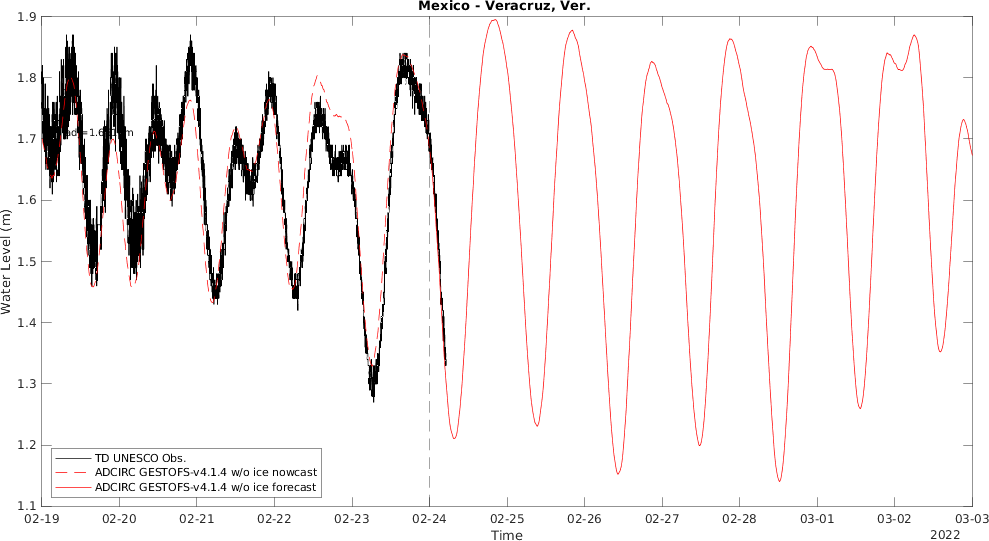 Mexico - Veracruz, Ver.
1.9
1.8
1.7
1.6
1.5
1.4
1.3
1.2
1.1
Water Level (m)
TD UNESCO Obs.
ADCIRC GESTOFS-v4.1.4 w/o ice nowcast
ADCIRC GESTOFS-v4.1.4 w/o ice forecast
02-19 02-20 02-21 02-22 02-23 02-24 02-25 02-26 02-27 02-28 03-01 03-02 03-03
Time
2022